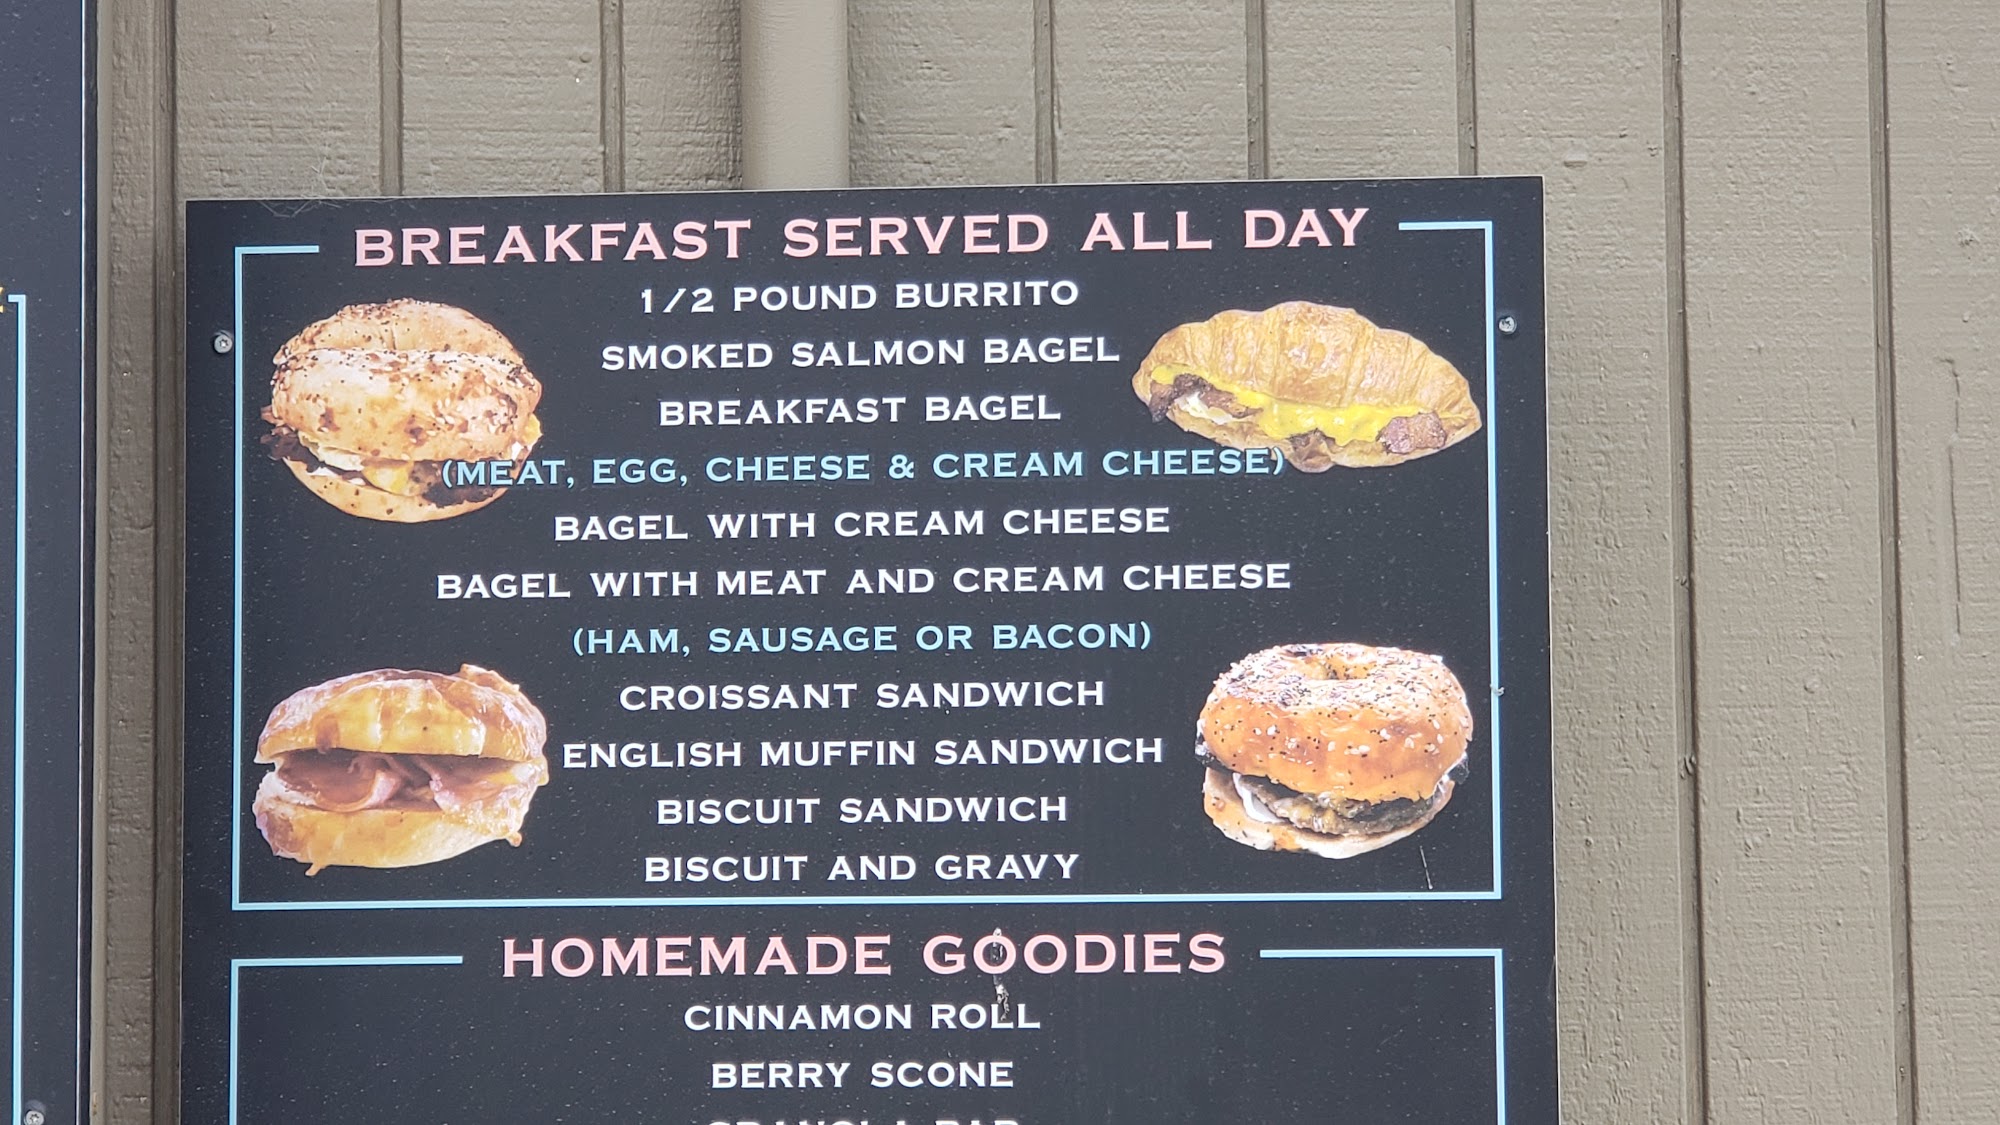 BREAKFAST SERVED ALL DAY
1/2 POUND BURRITO
SMOKED SALMON BAGEL
BREAKFAST BAGEL
(MEAT, EGG, CHEESE & CREAM CHEESE)
BAGEL WITH CREAM CHEESE
BAGEL WITH MEAT AND CREAM CHEESE
(HAM, SAUSAGE OR BACON)
CROISSANT SANDWICH
ENGLISH MUFFIN SANDWICH
BISCUIT SANDWICH
BISCUIT AND GRAVY
HOMEMADE GOODIES
CINNAMON ROLL
BERRY SCONE
GRANOLA BAR